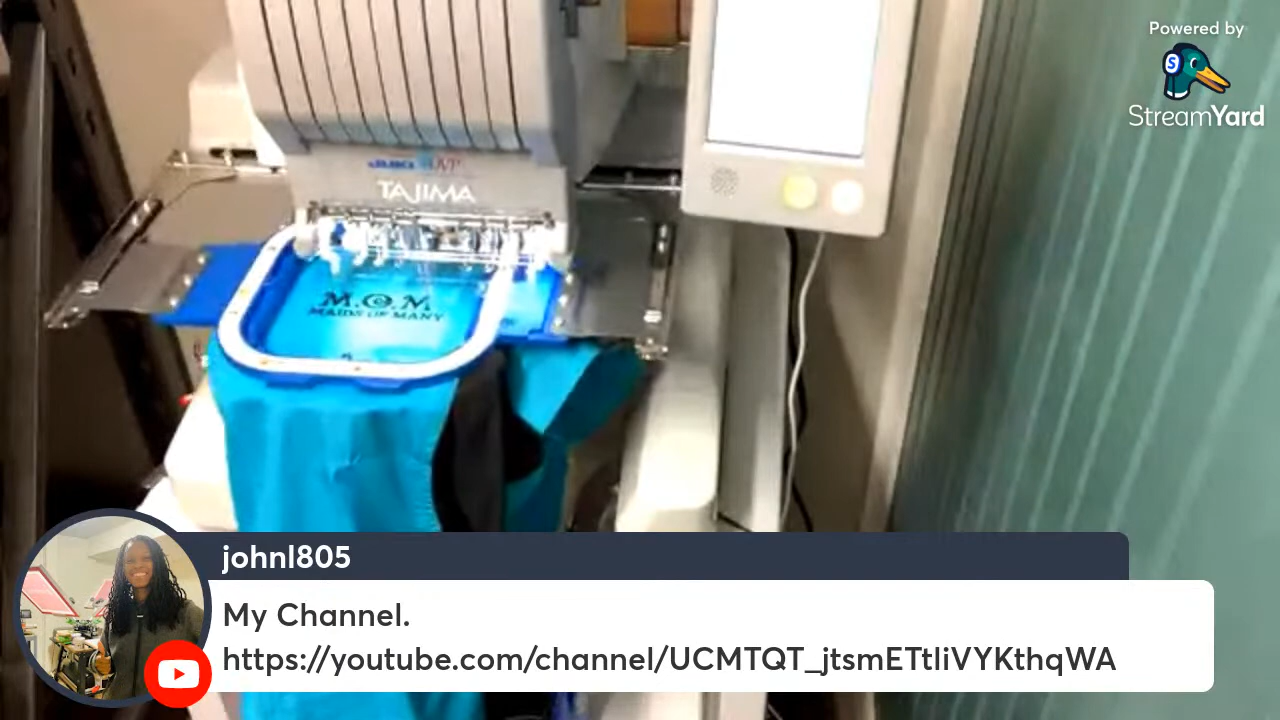 Powered by
StreamYard
TAJIMA
M.O.M
MAIDS OF MANY
johnl805
My Channel.
https://youtube.com/channel/UCMTQT_jtsmETtliVYKthqWA